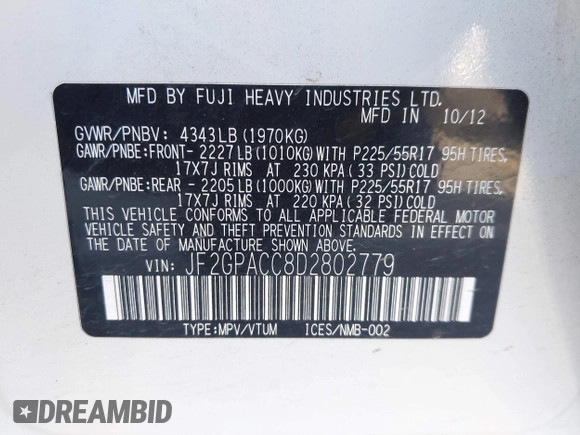 MFD BY FUJI HEAVY INDUSTRIES LTD.
MFD IN 10/12
GVWR/PNBV: 4343LB(1970KG)
GAWR/PNBE:FRONT- 2227LB(1010KG)WITH P225/55R17 95H TIRES,
17X7J RIMS AT 230 KPA(33 PSI)COLD
GAWR/PNBE:REAR - 2205LB(1000KG)WITH P225/55R17 95H TIRES,
17X7J RIMS AT 220 KPA(32 PSI)COLD
THIS VEHICLE CONFORMS TO ALL APPLICABLE FEDERAL MOTOR
VEHICLE SAFETY AND THEFT PREVENTION STANDARDS IN EFFECT
ON THE DATE OF MANUFACTURE SHOWN ABOVE.
VIN: JF2GPACC8D2802779
TYPE:MPV/VTUM ICES/NMB-002
DREAMBID